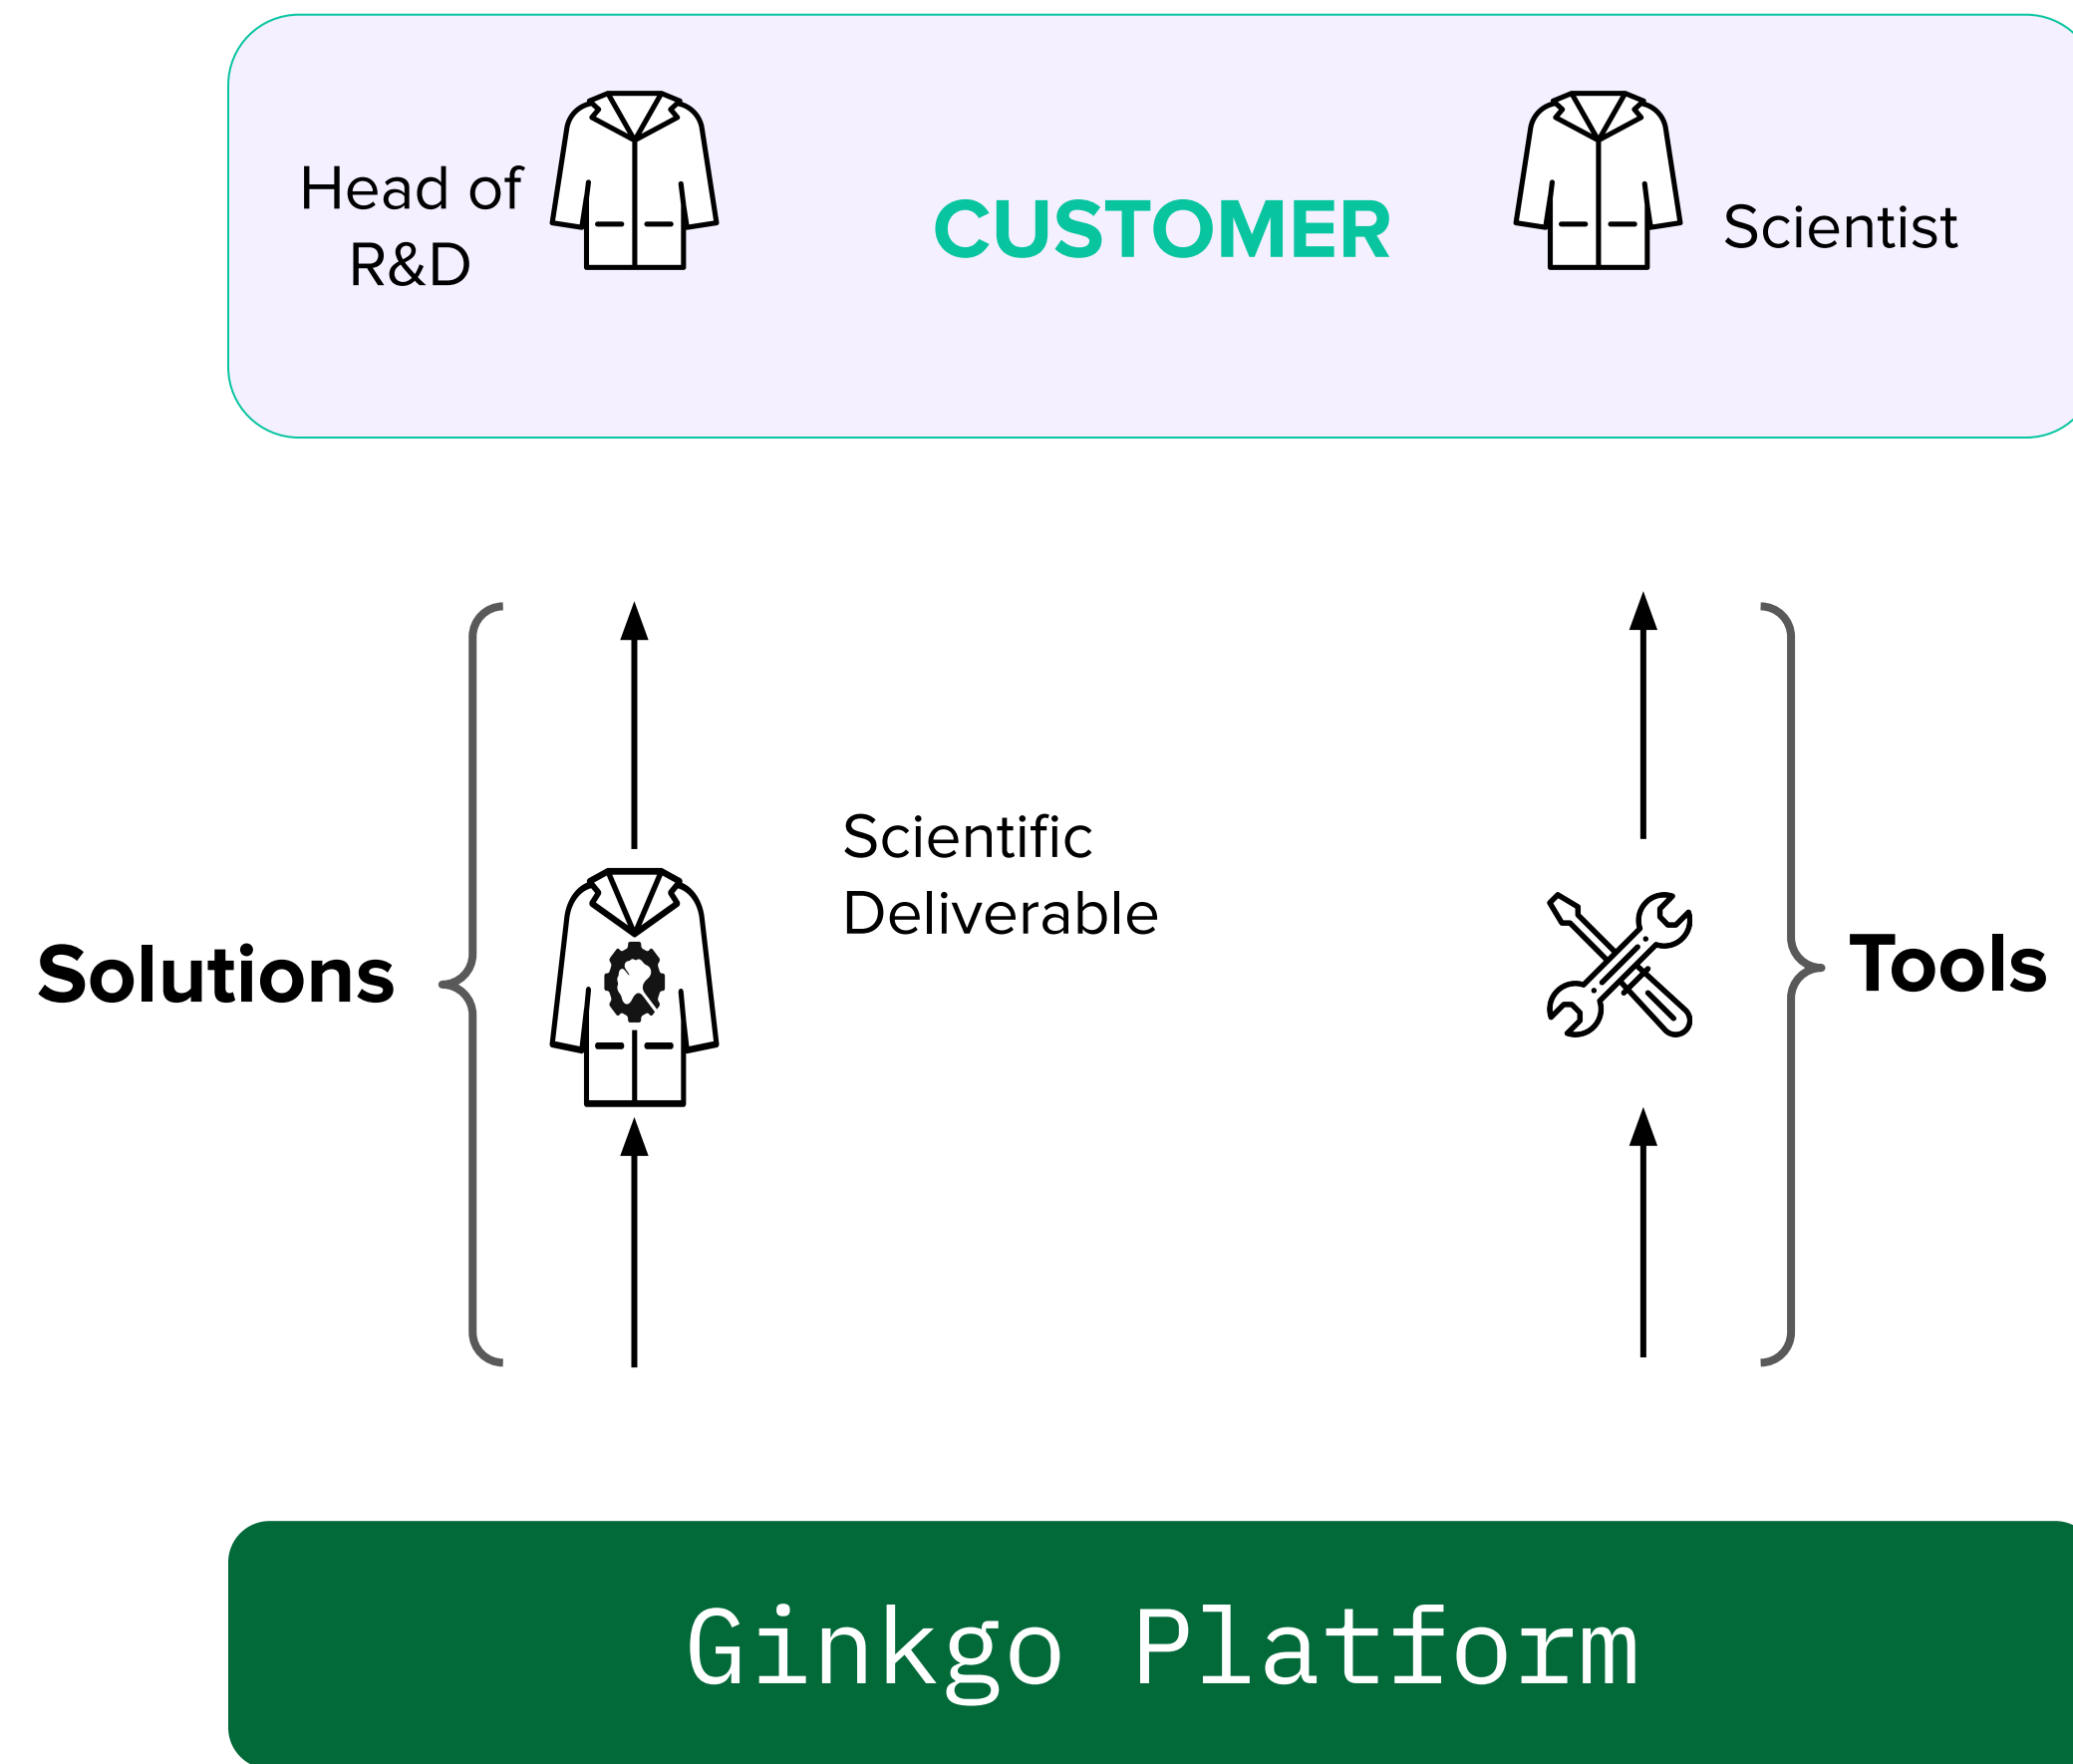 Head of
R&D
CUSTOMER
Scientist
Scientific
Deliverable
Solutions
Tools
Ginkgo Platform